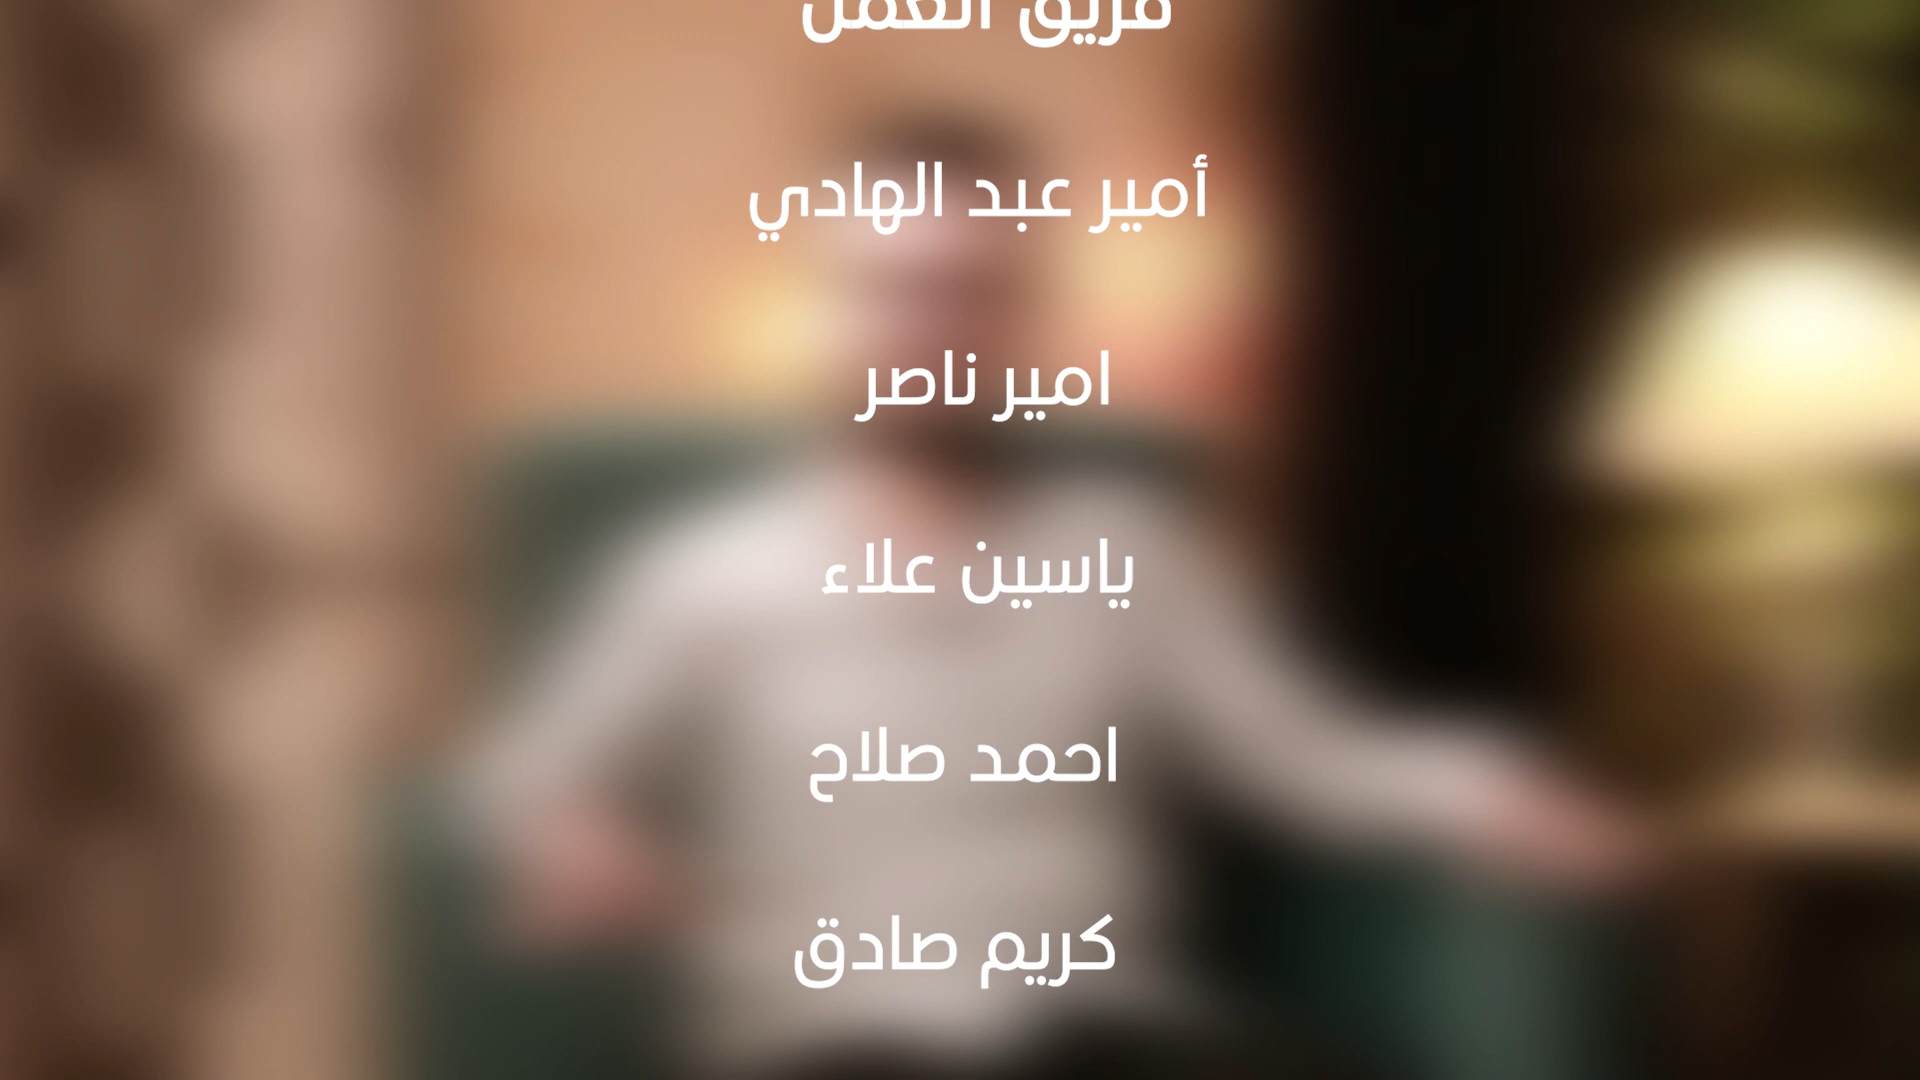 فريق العمل
أمير عبد الهادي
امير ناصر
ياسين علاء
احمد صلاح
كريم صادق